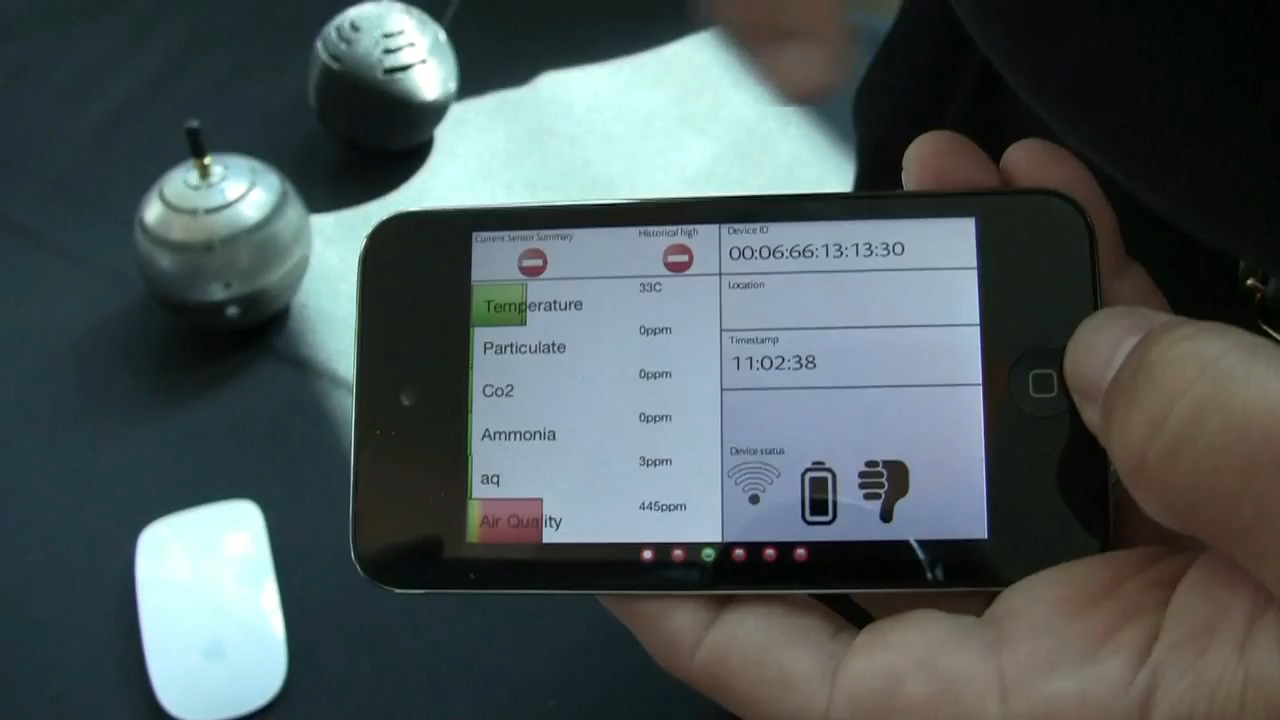 Current Sensor Summary
Historical high
Temperature
33C
Particulate
0ppm
Co2
0ppm
Ammonia
0ppm
aq
3ppm
Air Quality
445ppm
Device ID
00:06:66:13:13:30
Location
Timestamp
11:02:38
Device status